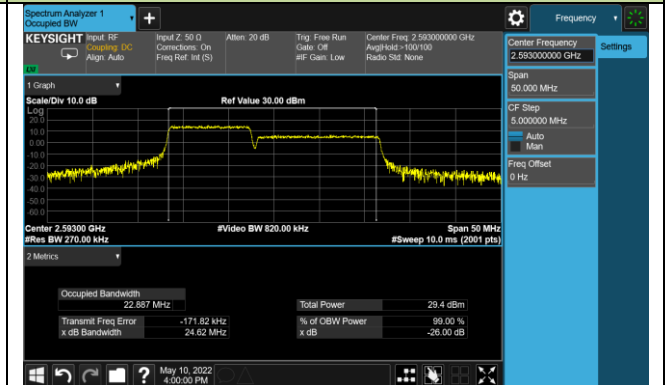 Spectrum Analyzer 1
Occupied BW
+
Frequency
KEYSIGHT
Input: RF
Coupling: DC
Align: Auto
Input Z: 50 Ω
Corrections: On
Freq Ref: Int (S)
Atten: 20 dB
Trig: Free Run
Gate: Off
#IF Gain: Low
Center Freq: 2.593000000 GHz
Avg|Hold:>100/100
Radio Std: None
Center Frequency
2.593000000 GHz
Settings
Span
50.000 MHz
CF Step
5.000000 MHz
Auto
Man
Freq Offset
0 Hz
1 Graph
Scale/Div 10.0 dB
Ref Value 30.00 dBm
Log
20.0
10.0
0.00
-10.0
-20.0
-30.0
-40.0
-50.0
-60.0
Center 2.59300 GHz
#Video BW 820.00 kHz
Span 50 MHz
#Res BW 270.00 kHz
#Sweep 10.0 ms (2001 pts)
2 Metrics
Occupied Bandwidth
22.887 MHz
Total Power
29.4 dBm
Transmit Freq Error
-171.82 kHz
% of OBW Power
99.00 %
x dB Bandwidth
24.62 MHz
x dB
-26.00 dB
?
May 10, 2022
4:00:00 PM